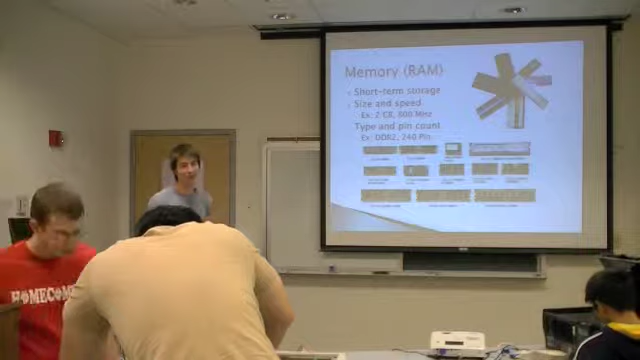 Memory (RAM)
Short-term storage
Size and speed
Ex: 2 GB, 800 MHz
Type and pin count
Ex: DDR2, 240 Pin
HOMECOM